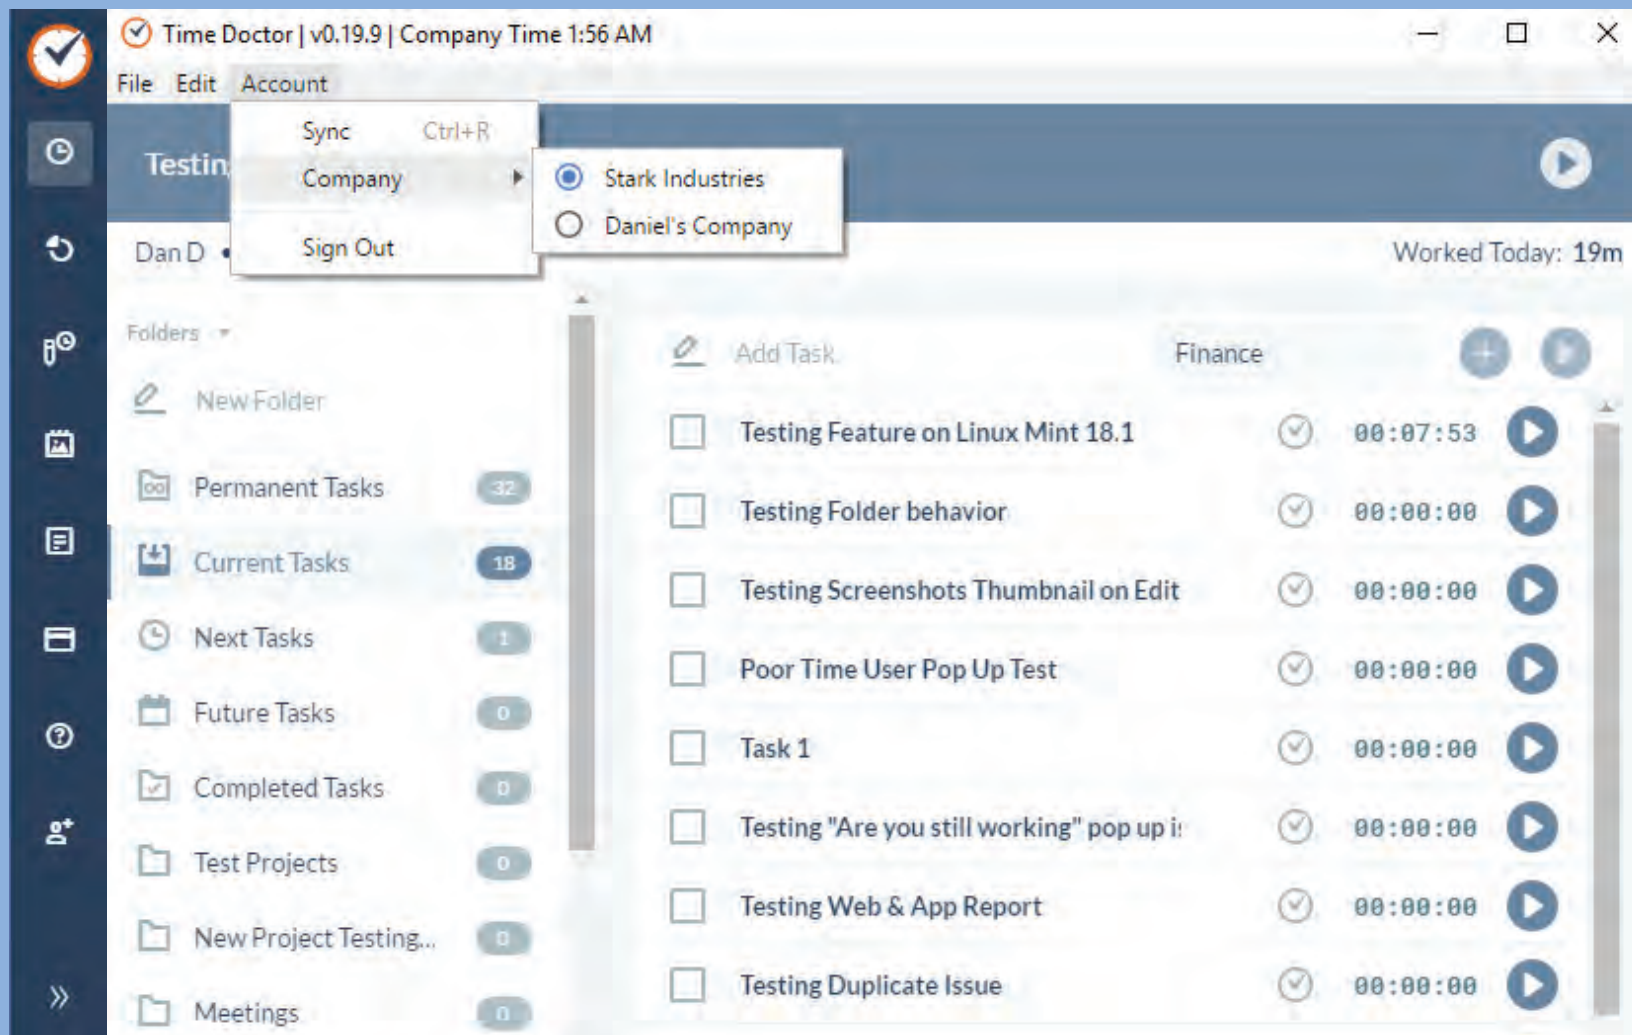 Time Doctor | v0.19.9 | Company Time 1:56 AM
File Edit Account
Sync Ctrl+R
Company
Sign Out
Stark Industries
Daniel's Company
Testin
Dan D •
Worked Today: 19m
Folders
New Folder
Permanent Tasks 32
Current Tasks 18
Next Tasks 1
Future Tasks 0
Completed Tasks 0
Test Projects 0
New Project Testing... 0
Meetings 0
Add Task Finance
Testing Feature on Linux Mint 18.1 00:07:53
Testing Folder behavior 00:00:00
Testing Screenshots Thumbnail on Edit 00:00:00
Poor Time User Pop Up Test 00:00:00
Task 1 00:00:00
Testing "Are you still working" pop up i 00:00:00
Testing Web & App Report 00:00:00
Testing Duplicate Issue 00:00:00